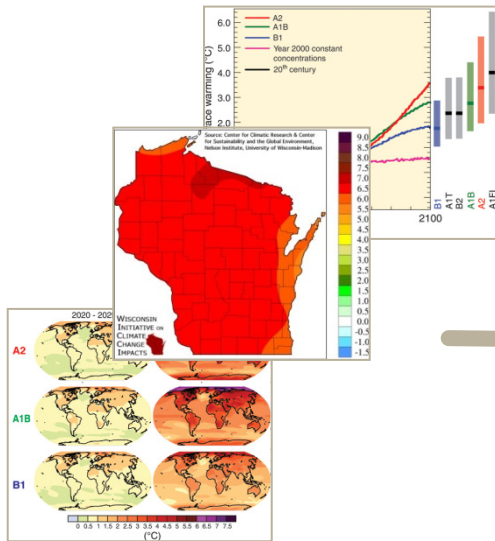 A2
A1B
B1
Year 2000 constant
concentrations
20th century
ace warming (°C)
6.0
5.0
4.0
3.0
2.0
2100
B1
A1T
B2
A1B
A2
A1FI
Source: Center for Climatic Research & Center
for Sustainability and the Global Environment,
Nelson Institute, University of Wisconsin-Madison
9.0
8.0
7.0
6.5
6.0
5.5
5.0
4.5
4.0
3.5
3.0
2.5
2.0
1.5
1.0
0.5
0.0
-0.5
-1.0
-1.5
WISCONSIN
INITIATIVE ON
CLIMATE
CHANGE
IMPACTS
2020 - 202
A2
A1B
B1
0 0.5 1 1.5 2 2.5 3 3.5 4 4.5 5 5.5 6 6.5 7 7.5
(°C)